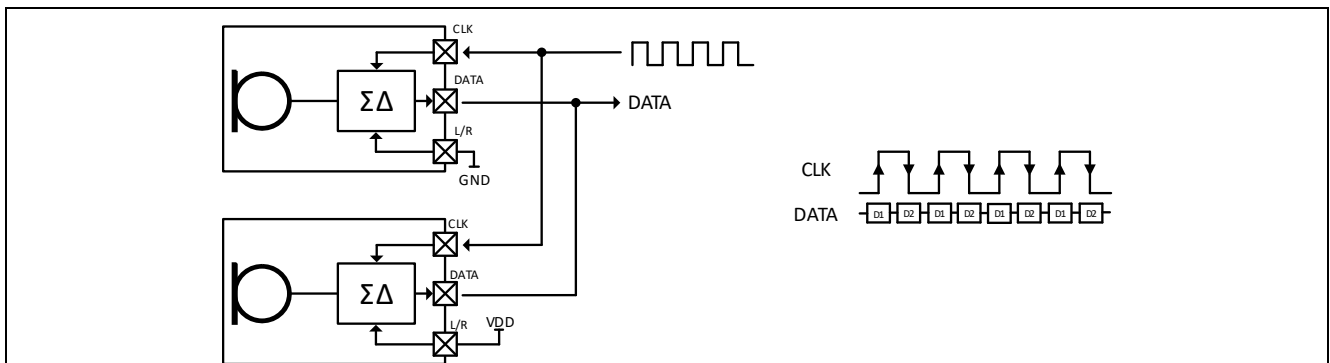 CLK
ΣΔ
DATA
DATA
L/R
GND
CLK
ΣΔ
DATA
L/R
VDD
CLK
DATA
D1 D2 D1 D2 D1 D2 D1 D2